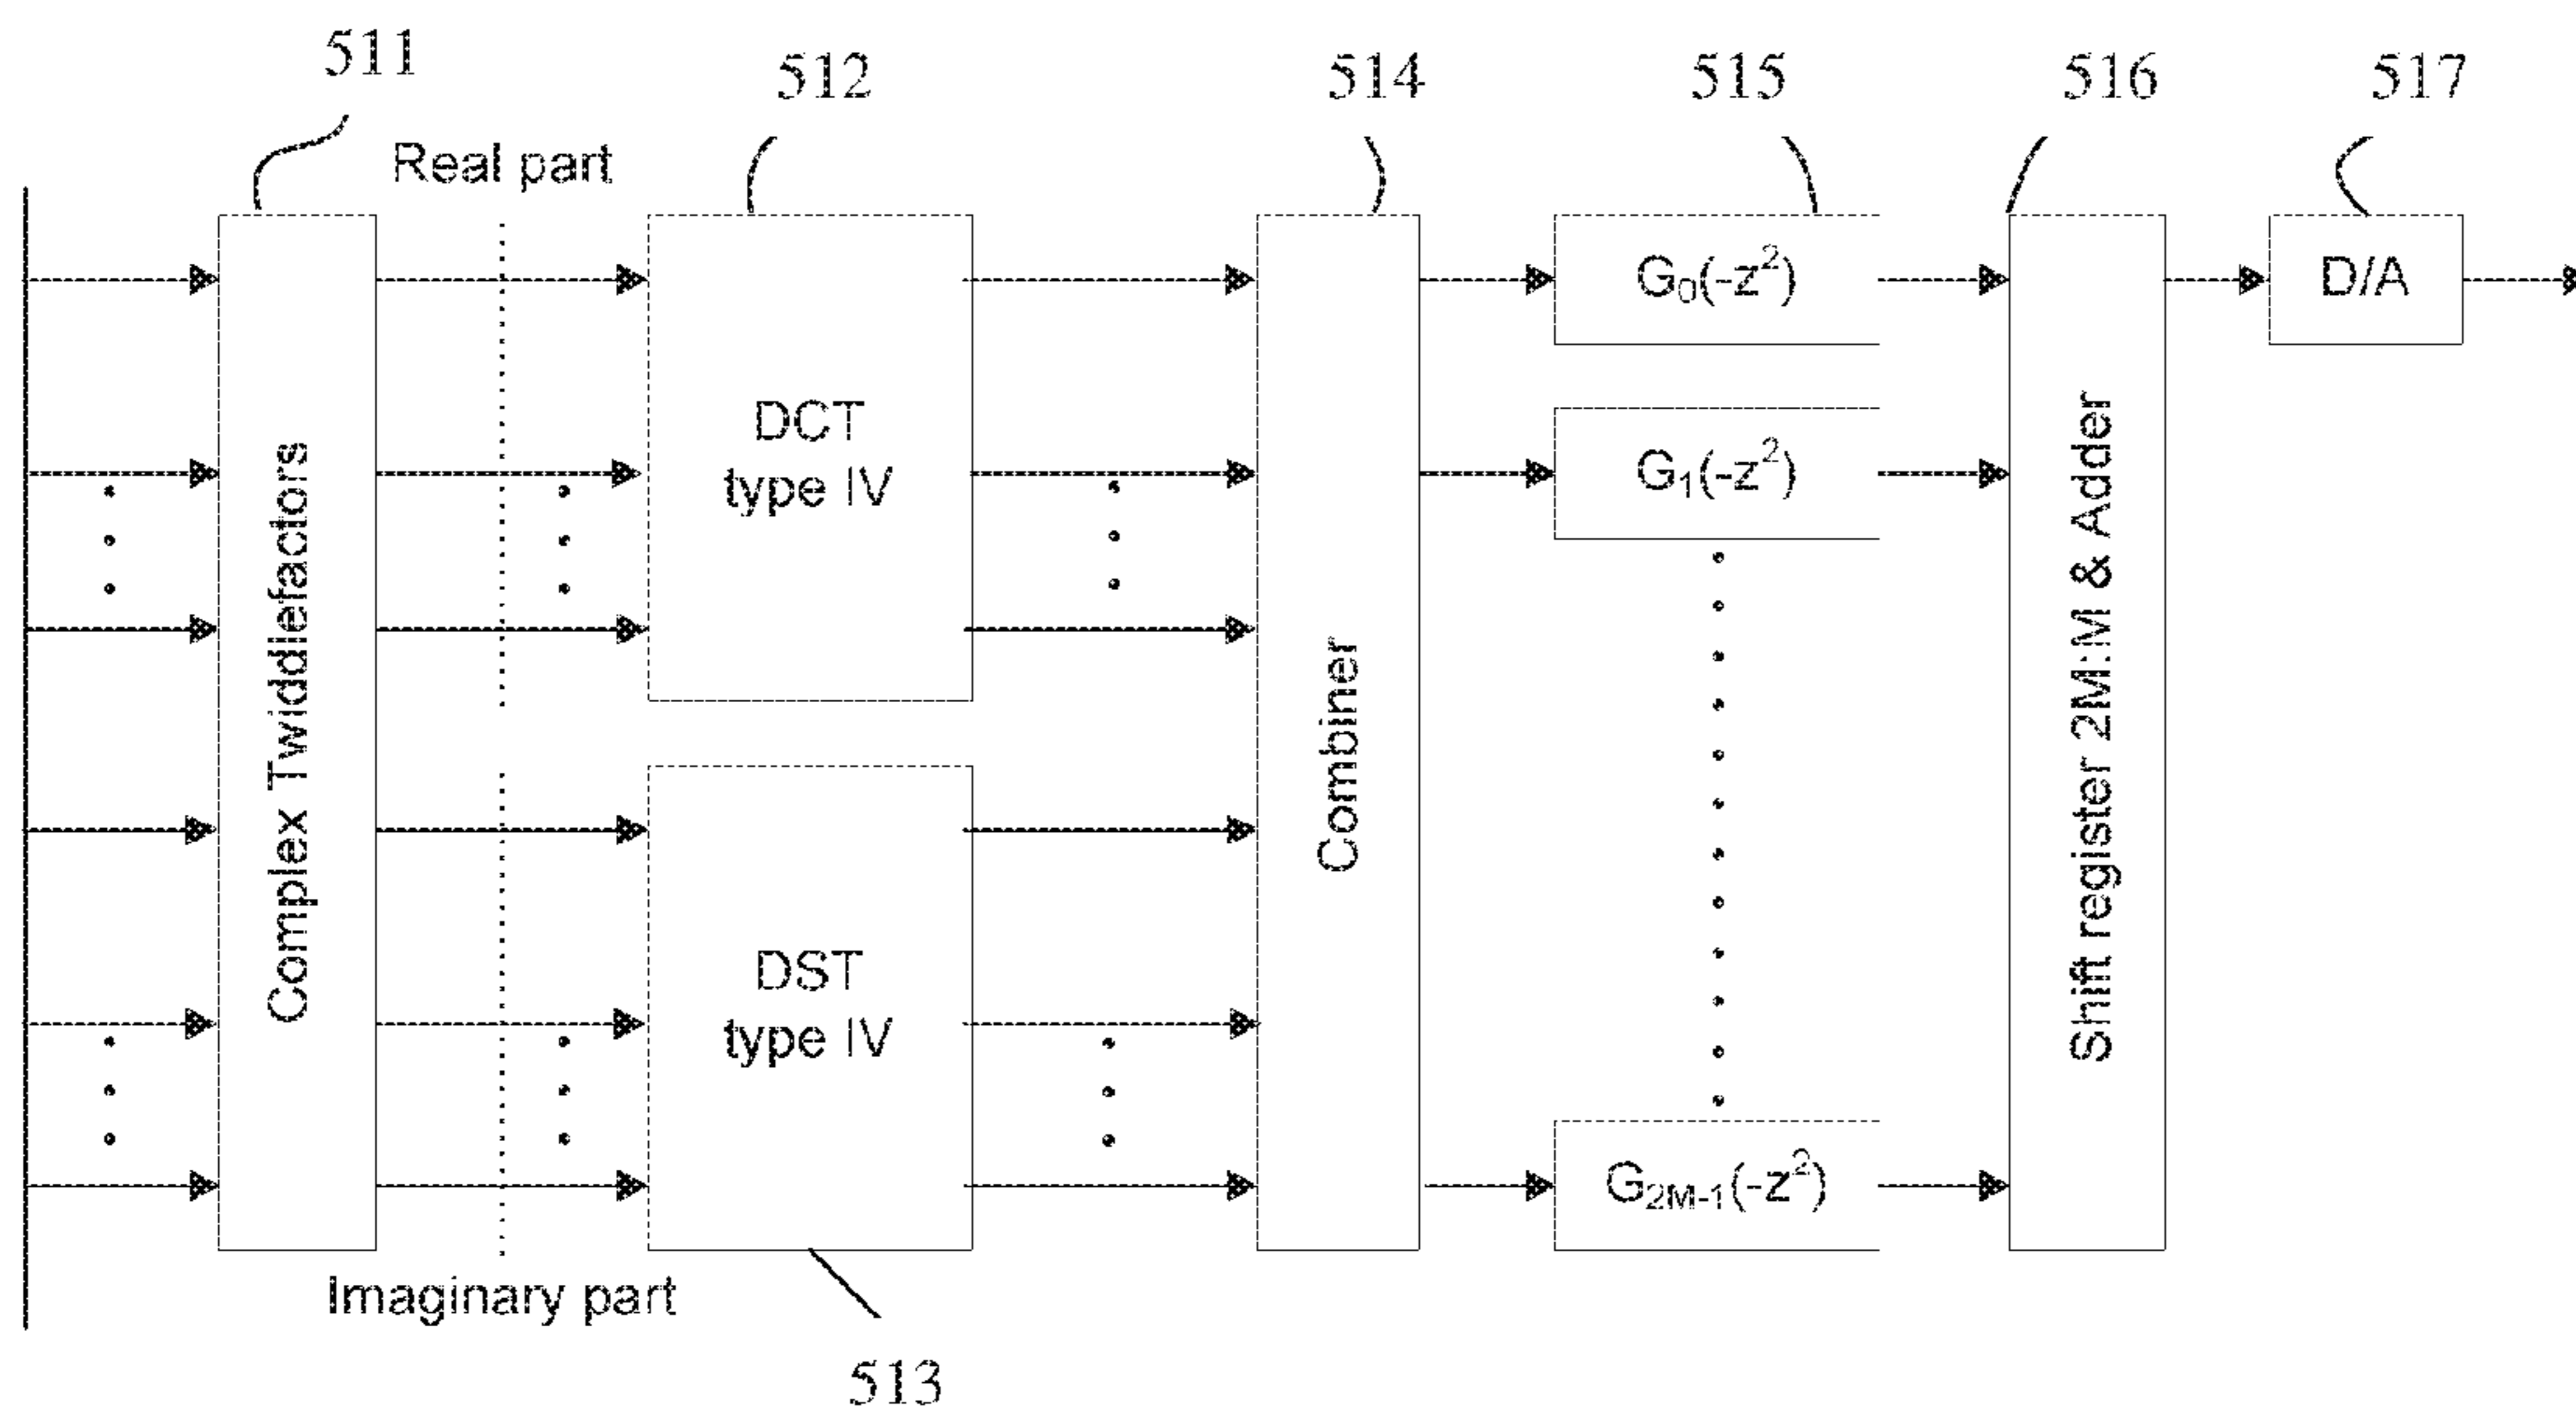 511
512
514
515
516
517
Real part
Complex Twiddlefactors
DCT
type IV
DST
type IV
Combiner
G₀(-z²)
G₁(-z²)
G₂M-₁(-z²)
Shift register 2M:M & Adder
D/A
Imaginary part
513